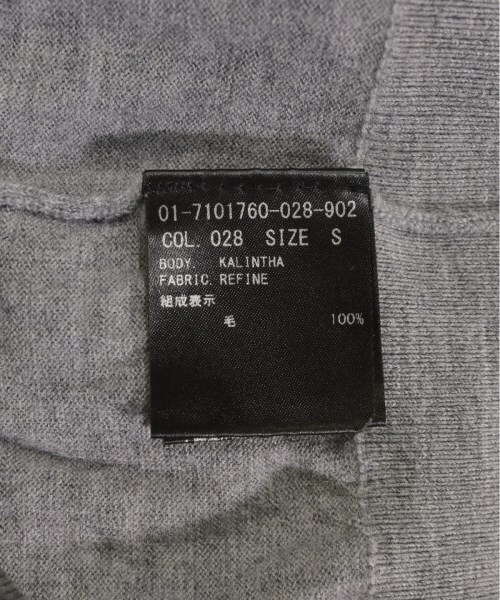 01-7101760-028-902
COL. 028 SIZE S
BODY. KALINTHA
FABRIC. REFINE
組成表示
毛 100%